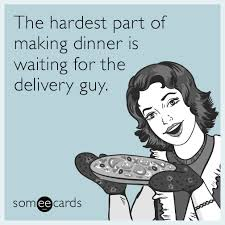 The hardest part of
making dinner is
waiting for the
delivery guy.
someecards